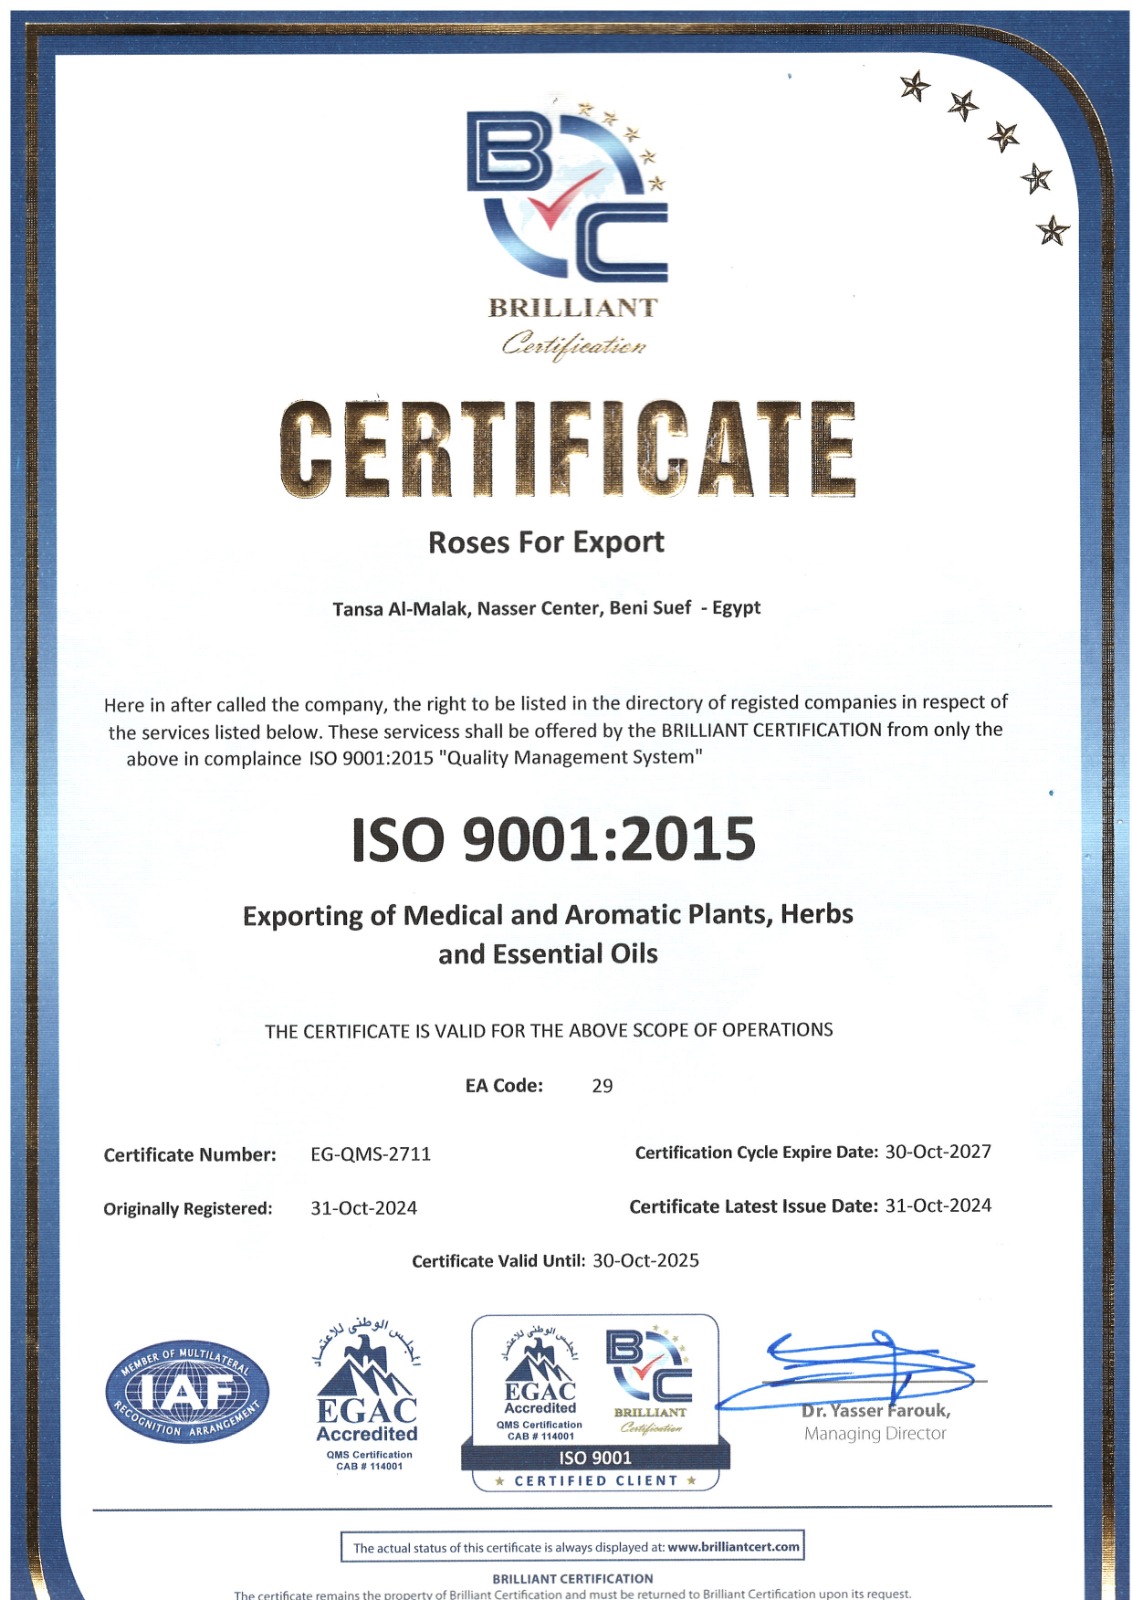 BC
BRILLIANT
Certification
CERTIFICATE
Roses For Export
Tansa Al-Malak, Nasser Center, Beni Suef - Egypt
Here in after called the company, the right to be listed in the directory of registed companies in respect of
the services listed below. These servicess shall be offered by the BRILLIANT CERTIFICATION from only the
above in complaince ISO 9001:2015 "Quality Management System"
ISO 9001:2015
Exporting of Medical and Aromatic Plants, Herbs
and Essential Oils
THE CERTIFICATE IS VALID FOR THE ABOVE SCOPE OF OPERATIONS
EA Code: 29
Certificate Number: EG-QMS-2711
Certification Cycle Expire Date: 30-Oct-2027
Originally Registered: 31-Oct-2024
Certificate Latest Issue Date: 31-Oct-2024
Certificate Valid Until: 30-Oct-2025
MEMBER OF MULTILATERAL
IAF
RECOGNITION ARRANGEMENT
المجلس الوطنى للاعتماد
EGAC
Accredited
QMS Certification
CAB # 114001
المجلس الوطنى للاعتماد
EGAC
Accredited
QMS Certification
CAB # 114001
BC
BRILLIANT
Certification
ISO 9001
CERTIFIED CLIENT
Dr. Yasser Farouk,
Managing Director
The actual status of this certificate is always displayed at: www.brilliantcert.com
BRILLIANT CERTIFICATION
The certificate remains the property of Brilliant Certification and must be returned to Brilliant Certification upon its request.